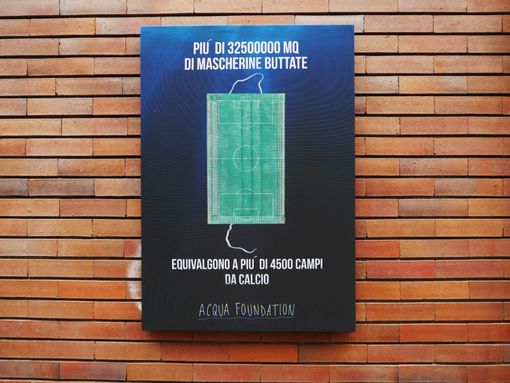 PIU´ DI 32500000 MQ
DI MASCHERINE BUTTATE
EQUIVALGONO A PIU´ DI 4500 CAMPI
DA CALCIO
ACQUA FOUNDATION